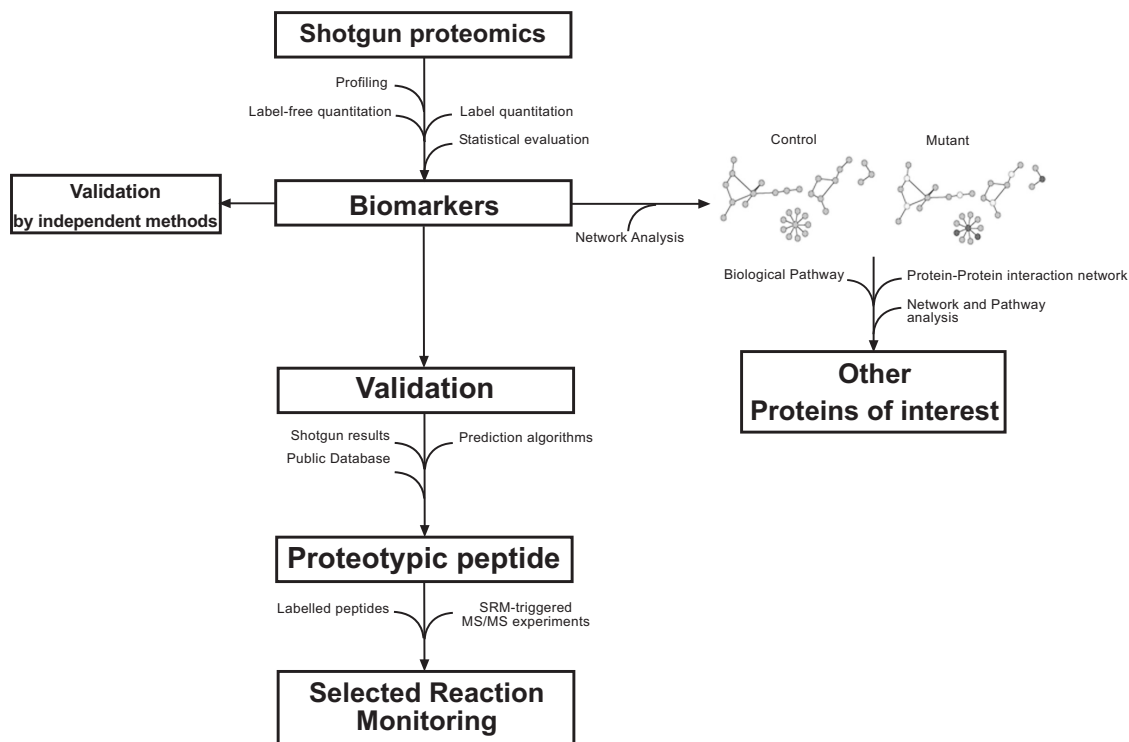 Shotgun proteomics
Profiling
Label-free quantitation
Label quantitation
Statistical evaluation
Control
Mutant
Validation
by independent methods
Biomarkers
Network Analysis
Biological Pathway
Protein-Protein interaction network
Network and Pathway
analysis
Validation
Other
Proteins of interest
Shotgun results
Prediction algorithms
Public Database
Proteotypic peptide
Labelled peptides
SRM-triggered
MS/MS experiments
Selected Reaction
Monitoring